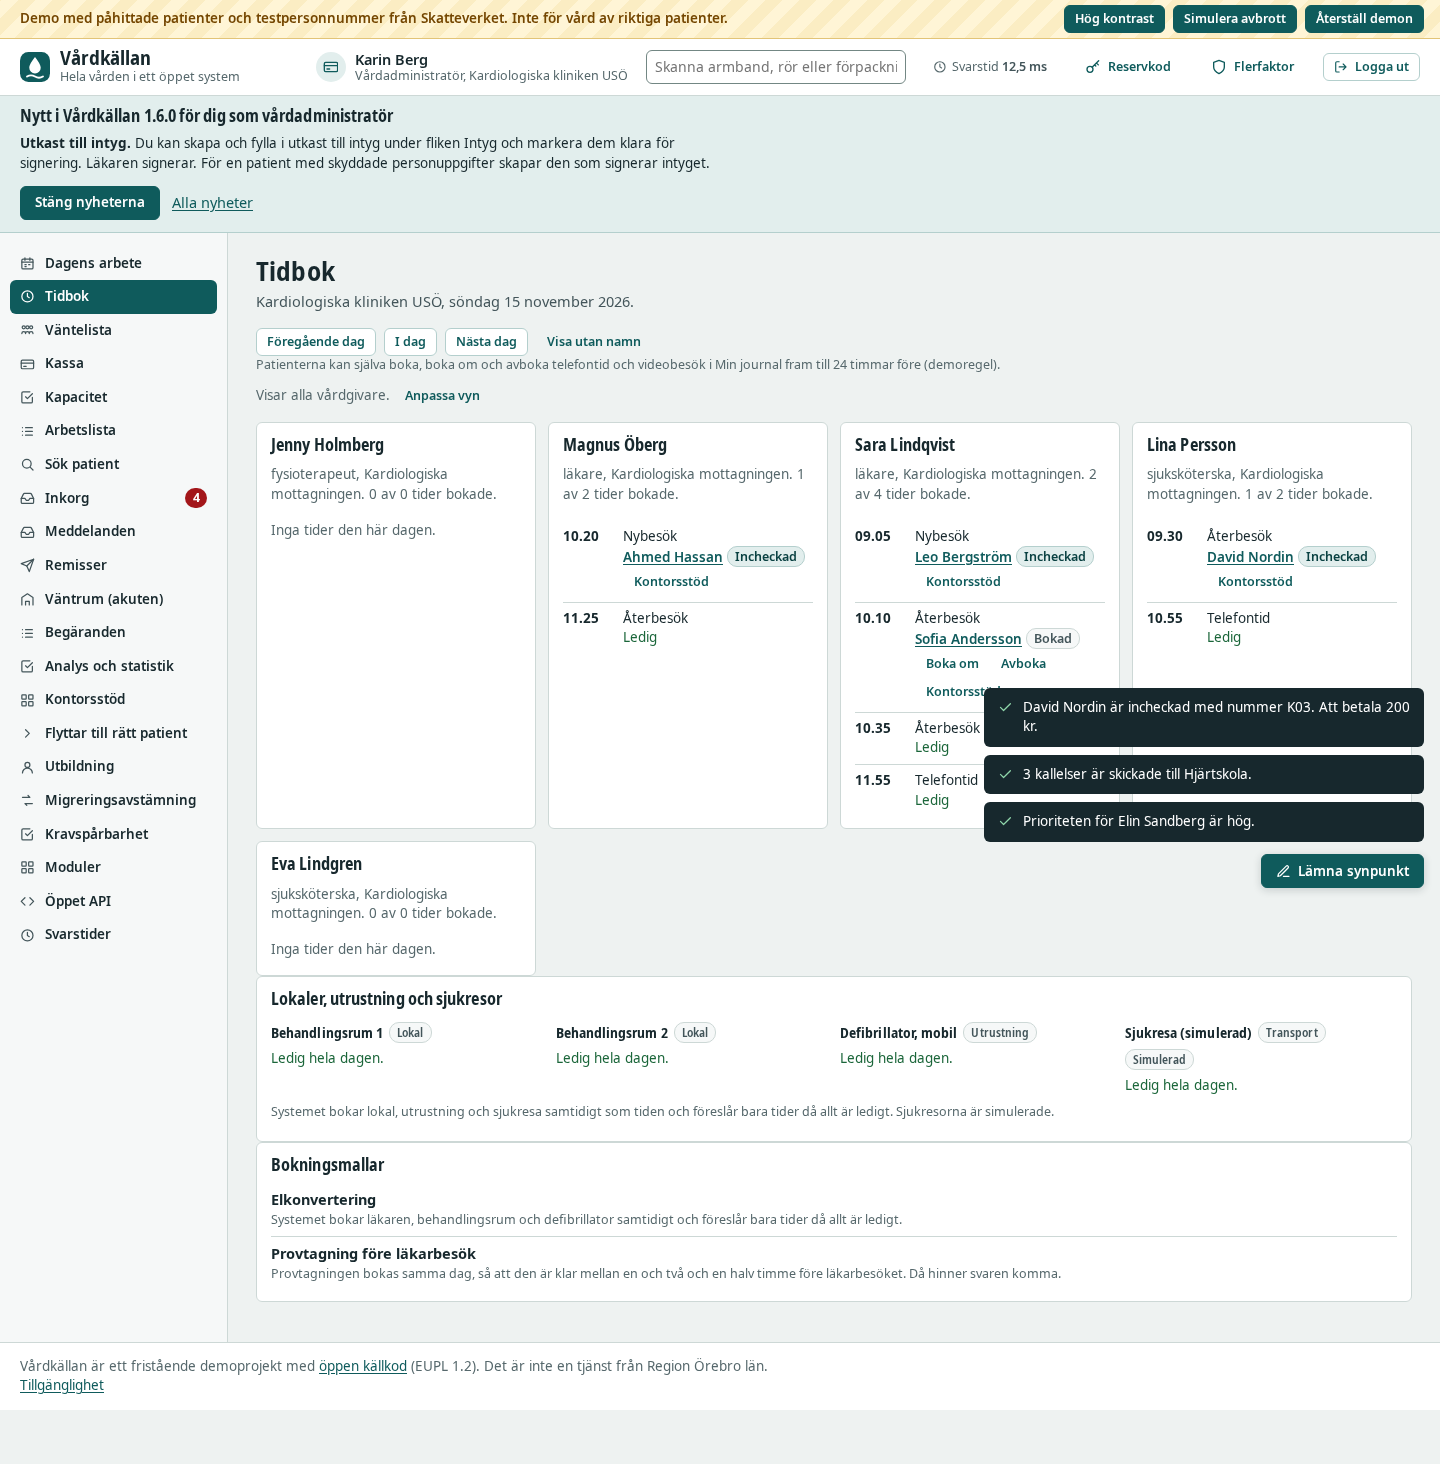 Demo med påhittade patienter och testpersonnummer från Skatteverket. Inte för vård av riktiga patienter.
Hög kontrast
Simulera avbrott
Återställ demon
Vårdkällan
Hela vården i ett öppet system
Karin Berg
Vårdadministratör, Kardiologiska kliniken USÖ
Skanna armband, rör eller förpackni
Svarstid 12,5 ms
Reservkod
Flerfaktor
Logga ut
Nytt i Vårdkällan 1.6.0 för dig som vårdadministratör
Utkast till intyg. Du kan skapa och fylla i utkast till intyg under fliken Intyg och markera dem klara för
signering. Läkaren signerar. För en patient med skyddade personuppgifter skapar den som signerar intyget.
Stäng nyheterna
Alla nyheter
Dagens arbete
Tidbok
Väntelista
Kassa
Kapacitet
Arbetslista
Sök patient
Inkorg 4
Meddelanden
Remisser
Väntrum (akuten)
Begäranden
Analys och statistik
Kontorsstöd
Flyttar till rätt patient
Utbildning
Migreringsavstämning
Kravspårbarhet
Moduler
Öppet API
Svarstider
Tidbok
Kardiologiska kliniken USÖ, söndag 15 november 2026.
Föregående dag
I dag
Nästa dag
Visa utan namn
Patienterna kan själva boka, boka om och avboka telefontid och videobesök i Min journal fram till 24 timmar före (demoregel).
Visar alla vårdgivare.
Anpassa vyn
Jenny Holmberg
fysioterapeut, Kardiologiska
mottagningen. 0 av 0 tider bokade.
Inga tider den här dagen.
Magnus Öberg
läkare, Kardiologiska mottagningen. 1
av 2 tider bokade.
10.20 Nybesök
Ahmed Hassan Incheckad
Kontorsstöd
11.25 Återbesök
Ledig
Sara Lindqvist
läkare, Kardiologiska mottagningen. 2
av 4 tider bokade.
09.05 Nybesök
Leo Bergström Incheckad
Kontorsstöd
10.10 Återbesök
Sofia Andersson Bokad
Boka om Avboka
10.35 Återbesök
Ledig
11.55 Telefontid
Ledig
Lina Persson
sjuksköterska, Kardiologiska
mottagningen. 1 av 2 tider bokade.
09.30 Återbesök
David Nordin Incheckad
Kontorsstöd
10.55 Telefontid
Ledig
David Nordin är incheckad med nummer K03. Att betala 200
kr.
3 kallelser är skickade till Hjärtskola.
Prioriteten för Elin Sandberg är hög.
Lämna synpunkt
Eva Lindgren
sjuksköterska, Kardiologiska
mottagningen. 0 av 0 tider bokade.
Inga tider den här dagen.
Lokaler, utrustning och sjukresor
Behandlingsrum 1 Lokal
Ledig hela dagen.
Behandlingsrum 2 Lokal
Ledig hela dagen.
Defibrillator, mobil Utrustning
Ledig hela dagen.
Sjukresa (simulerad) Transport
Simulerad
Ledig hela dagen.
Systemet bokar lokal, utrustning och sjukresa samtidigt som tiden och föreslår bara tider då allt är ledigt. Sjukresorna är simulerade.
Bokningsmallar
Elkonvertering
Systemet bokar läkaren, behandlingsrum och defibrillator samtidigt och föreslår bara tider då allt är ledigt.
Provtagning före läkarbesök
Provtagningen bokas samma dag, så att den är klar mellan en och två och en halv timme före läkarbesöket. Då hinner svaren komma.
Vårdkällan är ett fristående demoprojekt med öppen källkod (EUPL 1.2). Det är inte en tjänst från Region Örebro län.
Tillgänglighet